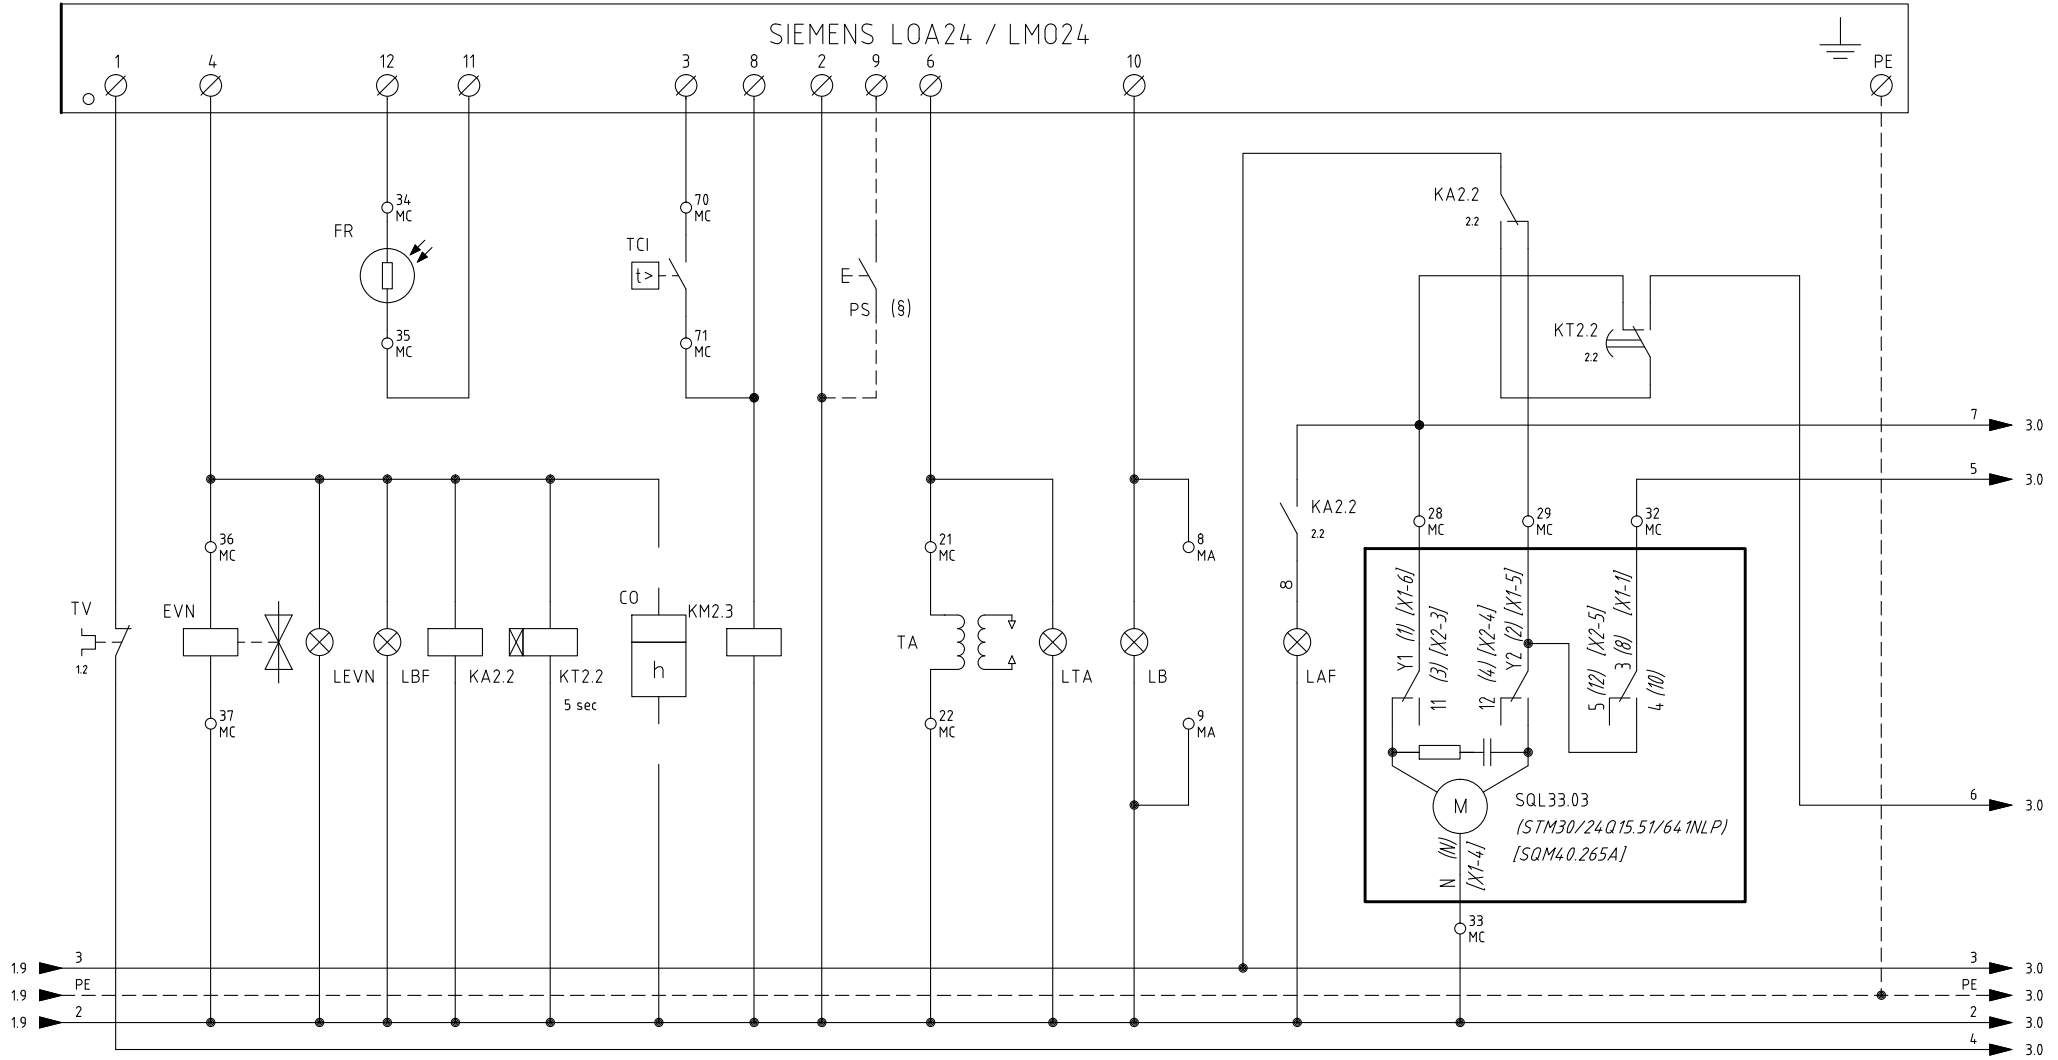 SIEMENS LOA24 / LMO24
1 4 12 11 3 8 2 9 6 10 PE
KA2.2
2.2
34
MC
70
MC
FR
TCI
t>
E
PS (§)
35
MC
71
MC
KT2.2
2.2
7 3.0
5 3.0
KA2.2
2.2
28
MC
29
MC
32
MC
36
MC
21
MC
8
MA
8
TV
1.2
EVN
LEVN
LBF
KA2.2
KT2.2
5 sec
CO
h
KM2.3
TA
LTA
LB
LAF
Y1 (1) [X1-6]
11 (3) [X2-3]
12 (4) [X2-4]
Y2 (2) [X1-5]
5 (12) [X2-5]
3 (8) [X1-1]
4 (10)
37
MC
22
MC
9
MA
M
SQL33.03
(STM30/24Q15.51/641NLP)
[SQM40.265A]
N (N)
[X1-4]
6 3.0
33
MC
1.9 3 3 3.0
1.9 PE PE 3.0
1.9 2 2 3.0
4 3.0